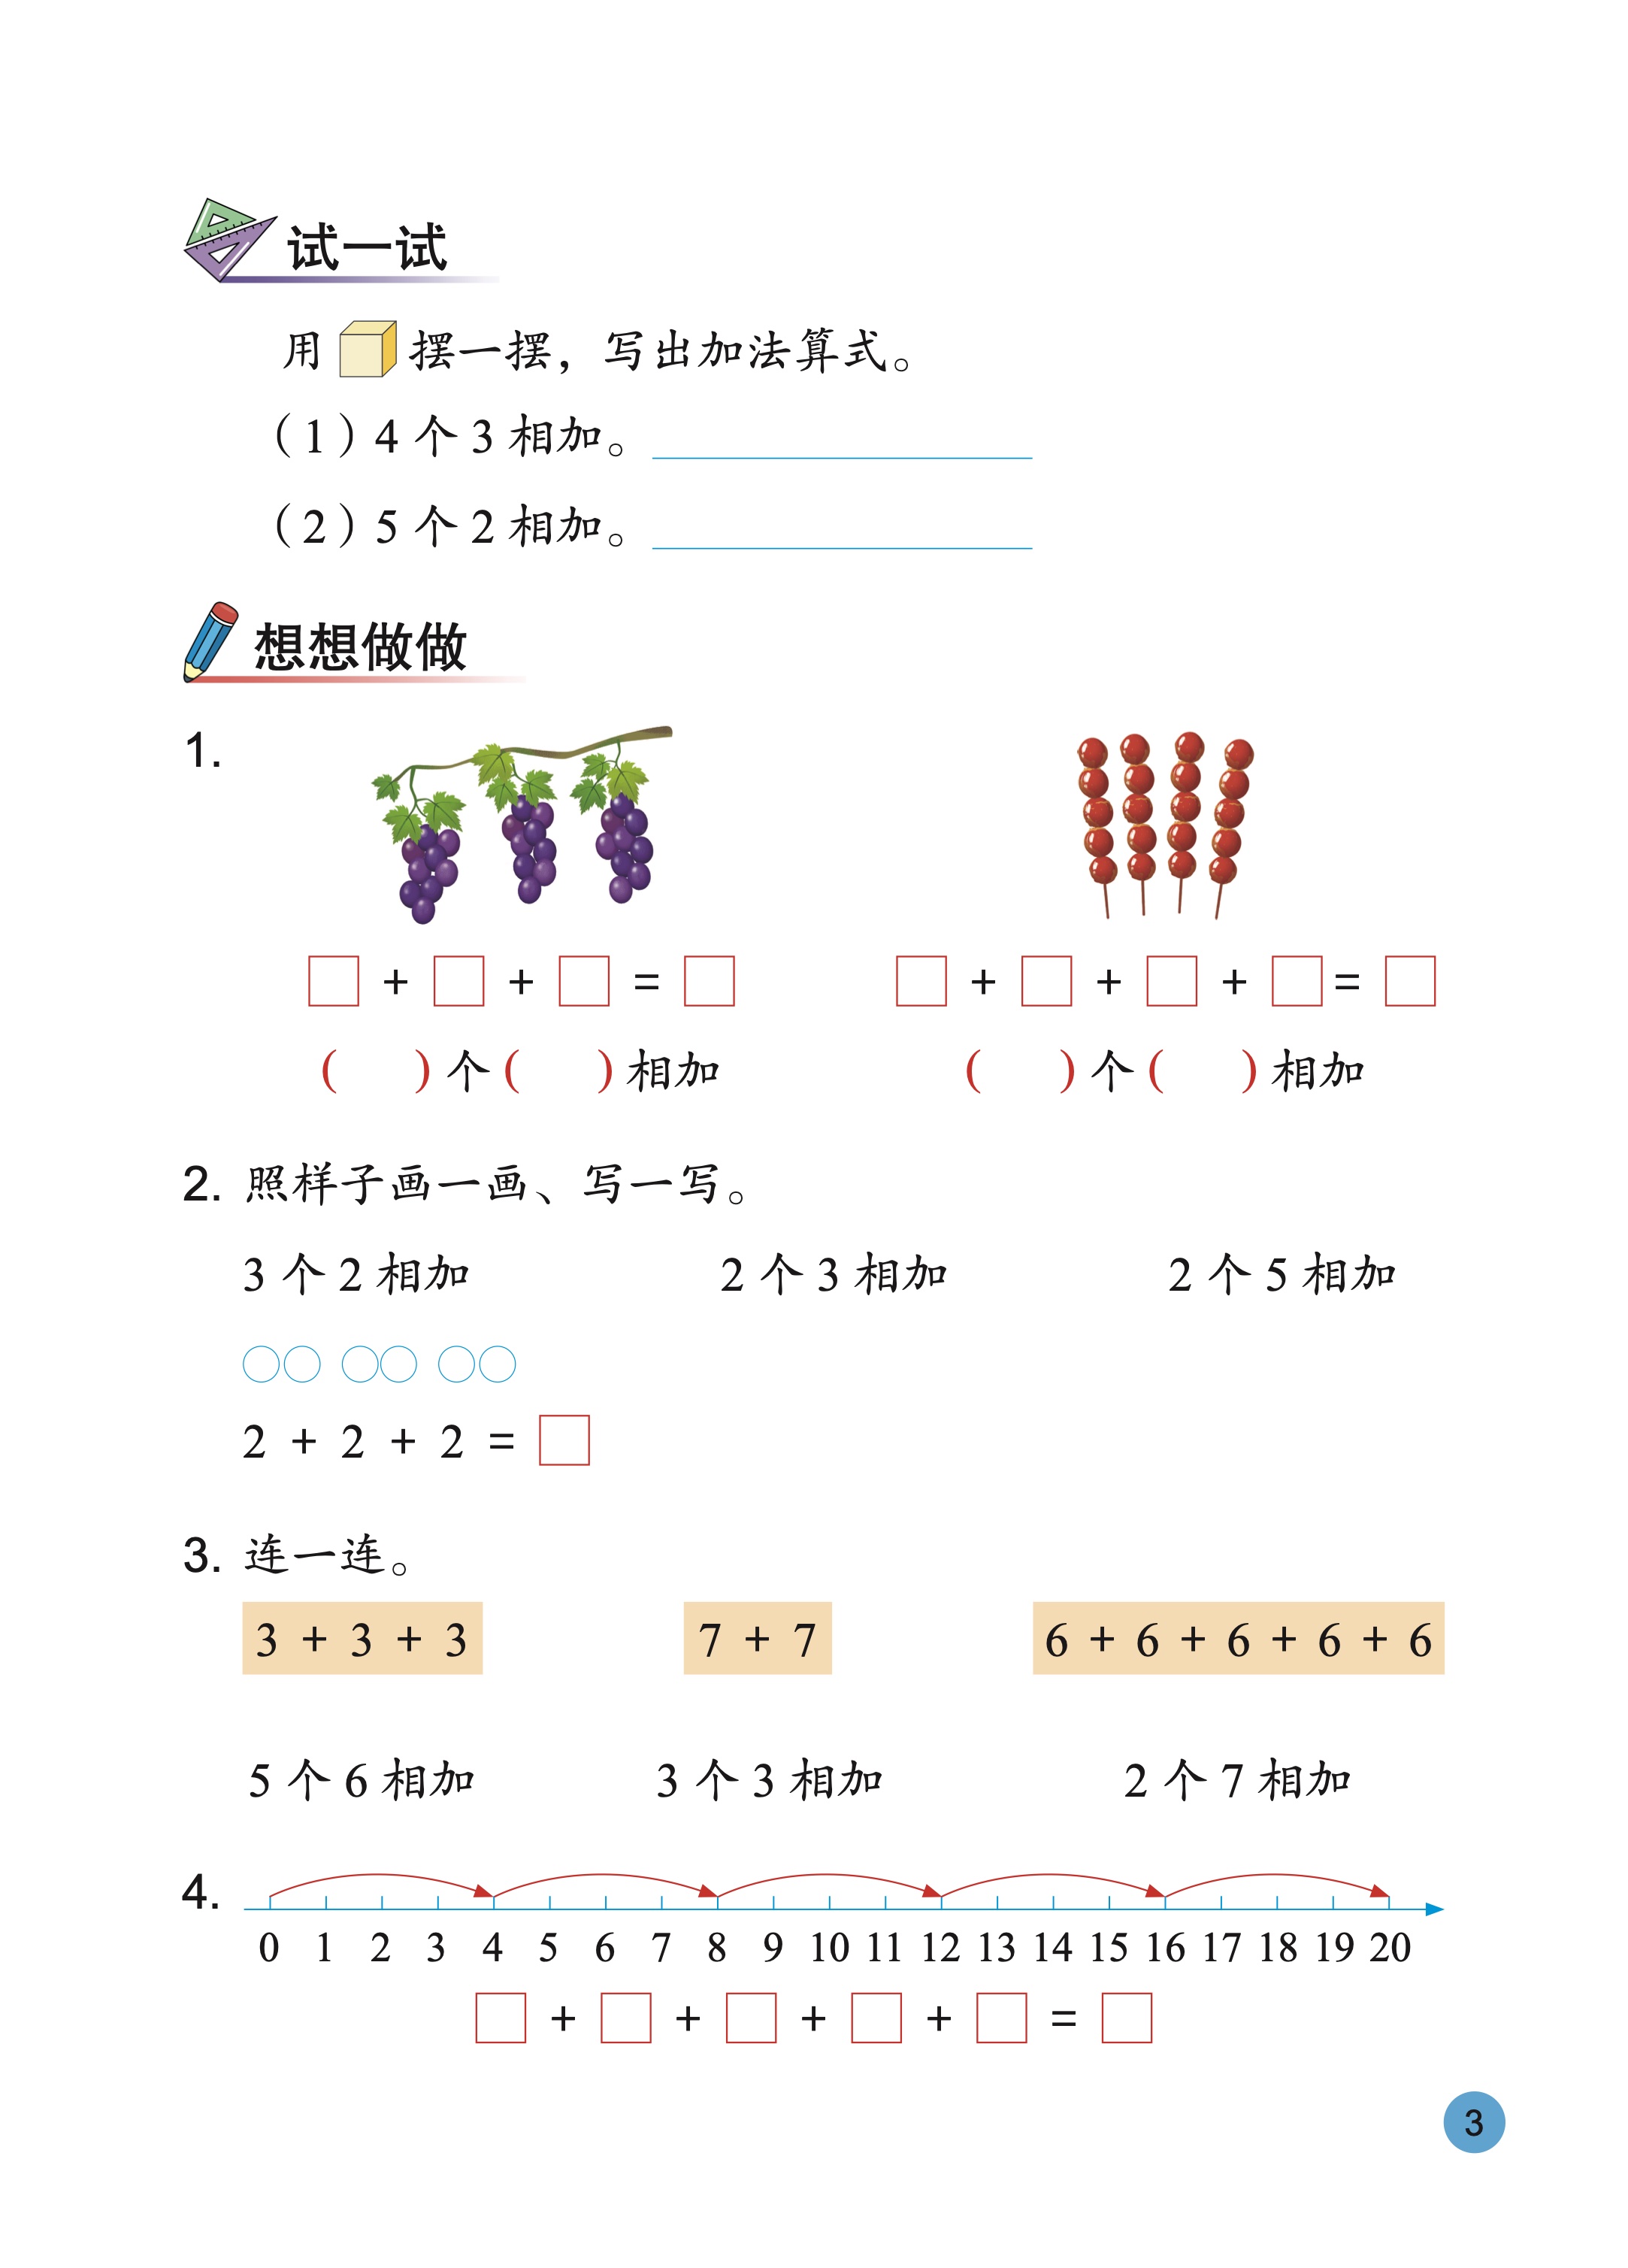 试一试
用 摆一摆，写出加法算式。
（1）4 个 3 相加。
（2）5 个 2 相加。
想想做做
1.
□ + □ + □ = □ □ + □ + □ + □ = □
( ) 个 ( ) 相加 ( ) 个 ( ) 相加
2. 照样子画一画、写一写。
3 个 2 相加 2 个 3 相加 2 个 5 相加
○○ ○○ ○○
2 + 2 + 2 = □
3. 连一连。
3 + 3 + 3 7 + 7 6 + 6 + 6 + 6 + 6
5 个 6 相加 3 个 3 相加 2 个 7 相加
4.
0 1 2 3 4 5 6 7 8 9 10 11 12 13 14 15 16 17 18 19 20
□ + □ + □ + □ + □ = □
3